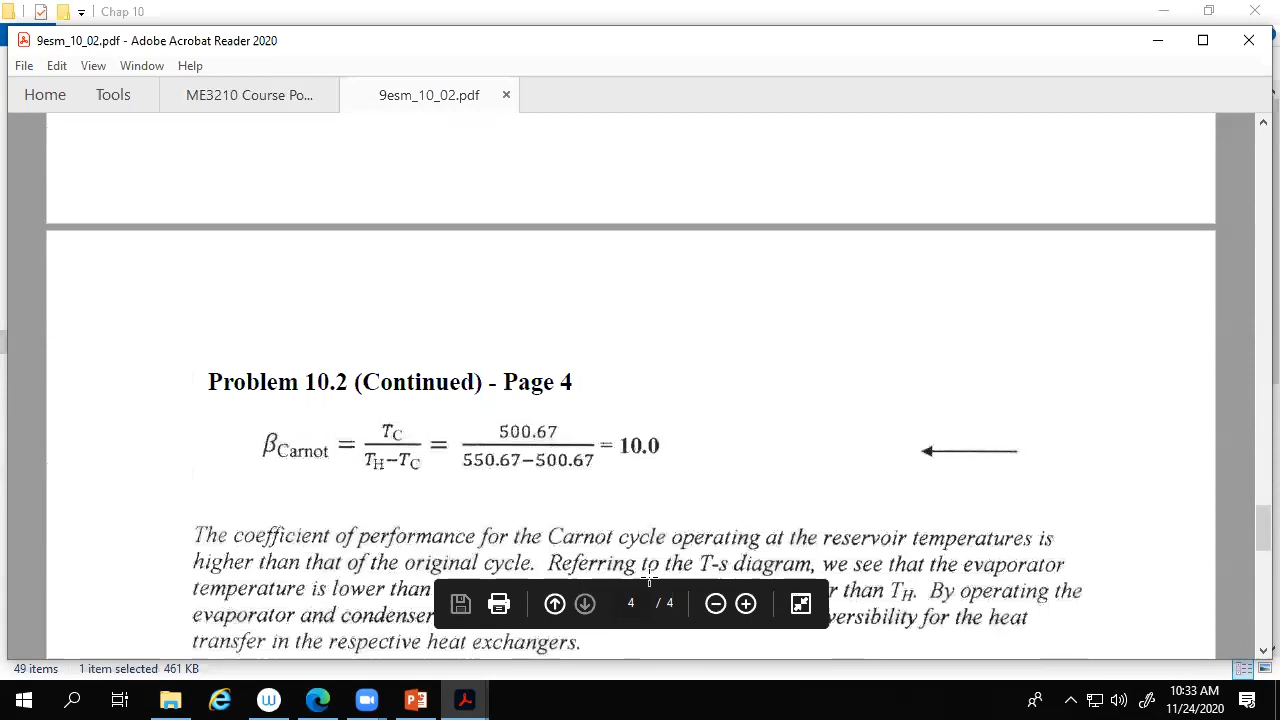 Chap 10
9esm_10_02.pdf - Adobe Acrobat Reader 2020
File Edit View Window Help
Home Tools ME3210 Course Po... 9esm_10_02.pdf ×
Problem 10.2 (Continued) - Page 4
β_Carnot = T_C / (T_H−T_C) = 500.67 / (550.67−500.67) = 10.0
The coefficient of performance for the Carnot cycle operating at the reservoir temperatures is
higher than that of the original cycle. Referring to the T-s diagram, we see that the evaporator
temperature is lower than r than T_H. By operating the
evaporator and condenser versibility for the heat
transfer in the respective heat exchangers.
4 / 4
49 items 1 item selected 461 KB
10:33 AM
11/24/2020